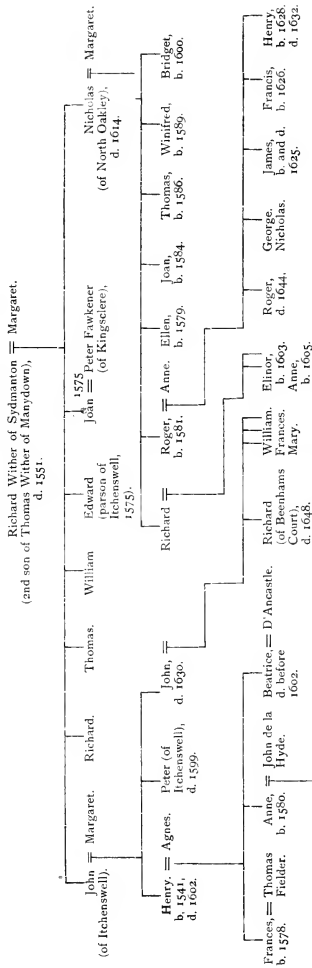 Richard Wither of Sydmanton = Margaret.
(2nd son of Thomas Wither of Manydown),
d. 1551.
John = Margaret.
(of Itchenswell).
Richard.
Thomas.
William
Edward
(parson of
Itchenswell,
1575).
1575
Joan = Peter Fawkener
(of Kingsclere),
Nicholas = Margaret.
(of North Oakley),
d. 1614.
Henry, = Agnes.
b. 1541,
d. 1602.
Peter (of
Itchenswell),
d. 1599.
John, =
d. 1630.
Richard =
Roger, = Anne.
b. 1581.
Ellen,
b. 1579.
Joan,
b. 1584.
Thomas,
b. 1586.
Winifred,
b. 1589.
Bridget,
b. 1600.
Frances, = Thomas
b. 1578. Fielder.
Anne, = John de la
b. 1580. Hyde.
Beatrice, = D'Ancastle.
d. before
1602.
Richard
(of Beenhams
Court),
d. 1648.
William.
Frances.
Mary.
Elinor,
b. 1603.
Anne,
b. 1605.
Roger,
d. 1644.
George.
Nicholas.
James,
b. and d.
1625.
Francis,
b. 1626.
Henry,
b. 1628.
d. 1632.